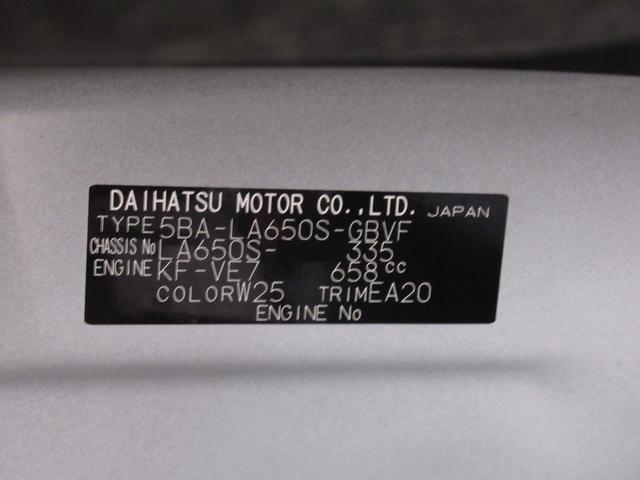 DAIHATSU MOTOR CO.,LTD. JAPAN
TYPE 5BA-LA650S-GBVF
CHASSIS No LA650S- 335
ENGINE KF-VE7 658cc
COLOR W25 TRIM EA20
ENGINE No